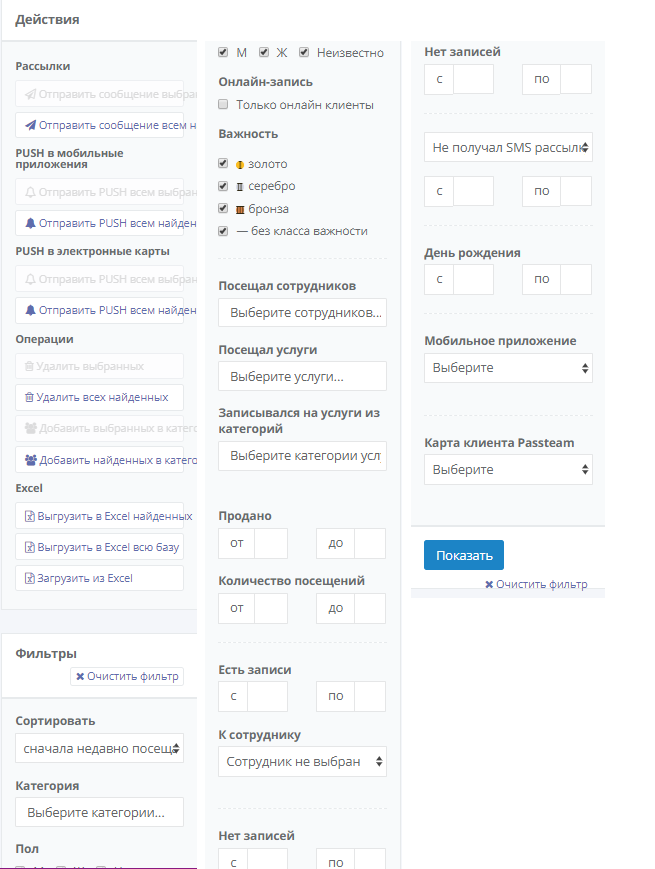 Действия
Рассылки
Отправить сообщение выбра
Отправить сообщение всем н
PUSH в мобильные
приложения
Отправить PUSH всем выбран
Отправить PUSH всем найден
PUSH в электронные карты
Отправить PUSH всем выбран
Отправить PUSH всем найден
Операции
Удалить выбранных
Удалить всех найденных
Добавить выбранных в катего
Добавить найденных в катего
Excel
Выгрузить в Excel найденных
Выгрузить в Excel всю базу
Загрузить из Excel
Фильтры
Очистить фильтр
Сортировать
сначала недавно посеща
Категория
Выберите категории...
Пол
М Ж Неизвестно
Онлайн-запись
Только онлайн клиенты
Важность
золото
серебро
бронза
— без класса важности
Посещал сотрудников
Выберите сотрудников...
Посещал услуги
Выберите услуги...
Записывался на услуги из
категорий
Выберите категории усл
Продано
от до
Количество посещений
от до
Есть записи
с по
К сотруднику
Сотрудник не выбран
Нет записей
с по
Нет записей
с по
Не получал SMS рассылк
с по
День рождения
с по
Мобильное приложение
Выберите
Карта клиента Passteam
Выберите
Показать
Очистить фильтр